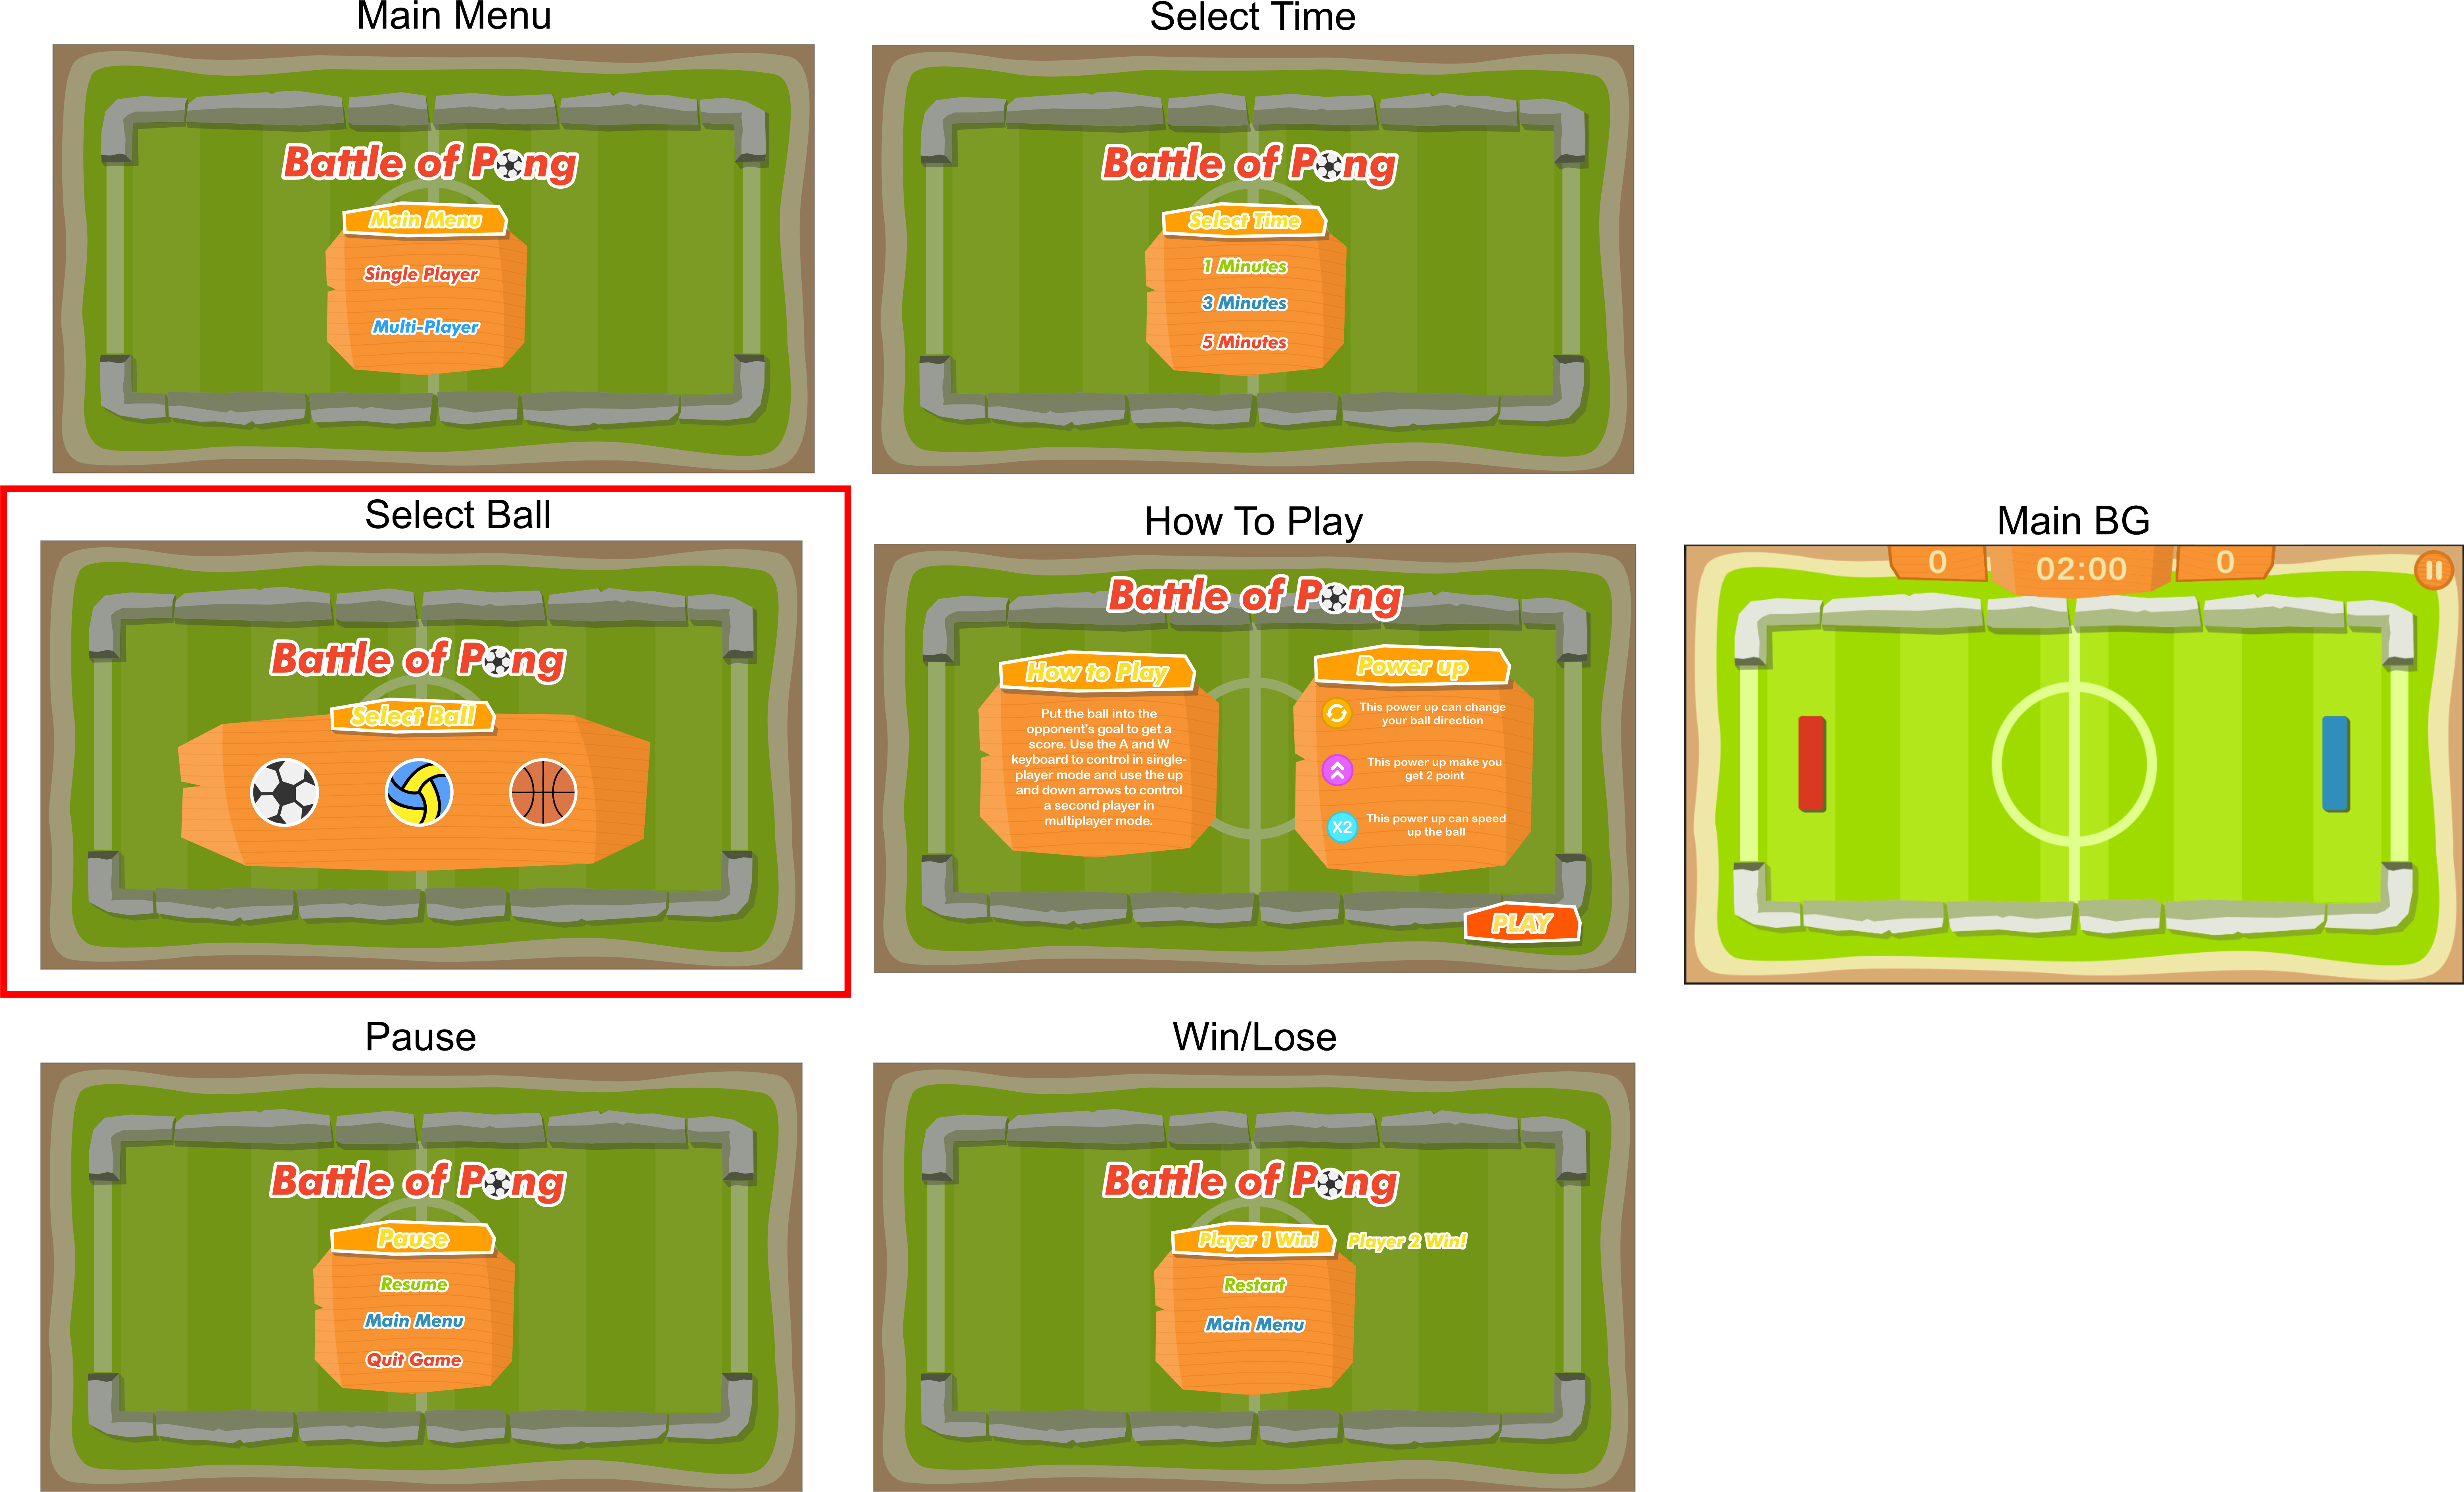 Main Menu
Battle of Pong
Main Menu
Single Player
Multi-Player
Select Time
Battle of Pong
Select Time
1 Minutes
3 Minutes
5 Minutes
Select Ball
Battle of Pong
Select Ball
How To Play
Battle of Pong
How to Play
Put the ball into the
opponent's goal to get a
score. Use the A and W
keyboard to control in single-
player mode and use the up
and down arrows to control
a second player in
multiplayer mode.
Power up
This power up can change
your ball direction
This power up make you
get 2 point
X2
This power up can speed
up the ball
PLAY
Main BG
0
02:00
0
Pause
Battle of Pong
Pause
Resume
Main Menu
Quit Game
Win/Lose
Battle of Pong
Player 1 Win!
Player 2 Win!
Restart
Main Menu